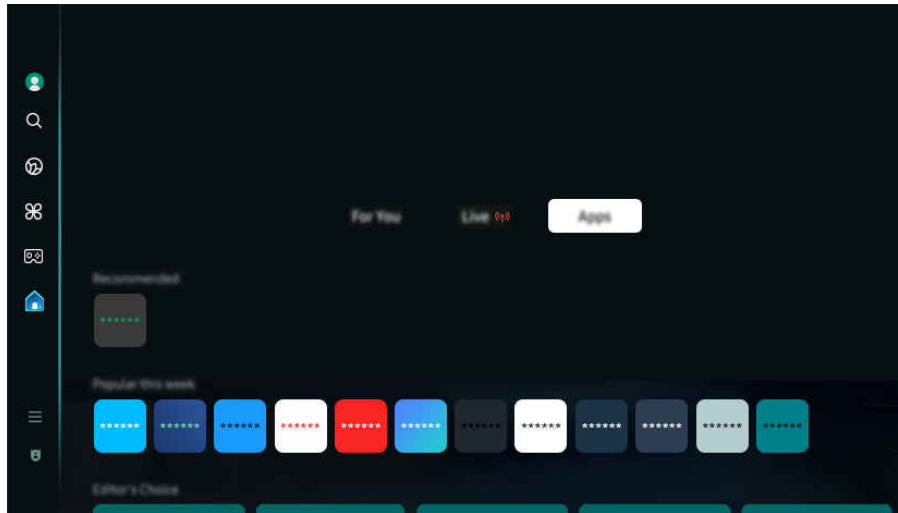 For You
Live
Apps
Recommended
******
Popular this week
****** ****** ****** ****** ****** ****** ****** ****** ****** ****** ****** ******
Editor's Choice